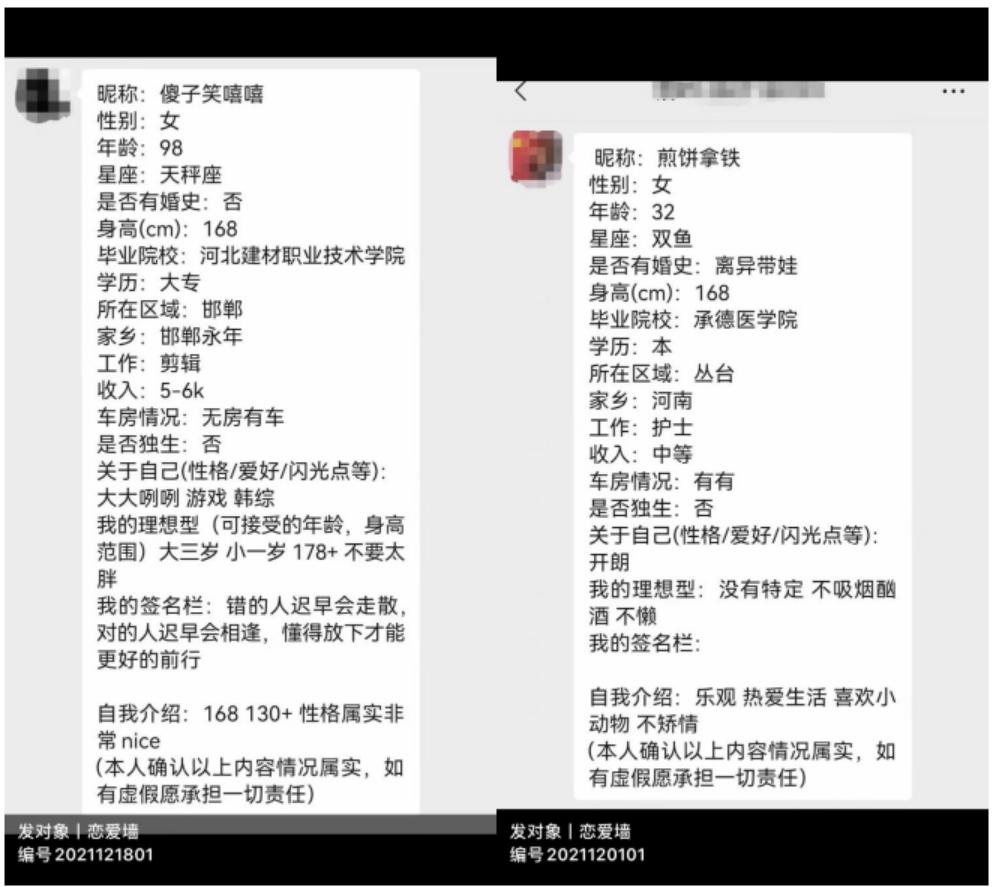 昵称：傻子笑嘻嘻
性别：女
年龄：98
星座：天秤座
是否有婚史：否
身高(cm)：168
毕业院校：河北建材职业技术学院
学历：大专
所在区域：邯郸
家乡：邯郸永年
工作：剪辑
收入：5-6k
车房情况：无房有车
是否独生：否
关于自己(性格/爱好/闪光点等)：
大大咧咧 游戏 韩综
我的理想型（可接受的年龄，身高
范围）大三岁 小一岁 178+ 不要太
胖
我的签名栏：错的人迟早会走散，
对的人迟早会相逢，懂得放下才能
更好的前行
自我介绍：168 130+ 性格属实非
常 nice
(本人确认以上内容情况属实，如
有虚假愿承担一切责任)
发对象 | 恋爱墙
编号 2021121801
昵称：煎饼拿铁
性别：女
年龄：32
星座：双鱼
是否有婚史：离异带娃
身高(cm)：168
毕业院校：承德医学院
学历：本
所在区域：丛台
家乡：河南
工作：护士
收入：中等
车房情况：有有
是否独生：否
关于自己(性格/爱好/闪光点等)：
开朗
我的理想型：没有特定 不吸烟酗
酒 不懒
我的签名栏：
自我介绍：乐观 热爱生活 喜欢小
动物 不矫情
(本人确认以上内容情况属实，如
有虚假愿承担一切责任)
发对象 | 恋爱墙
编号 2021120101